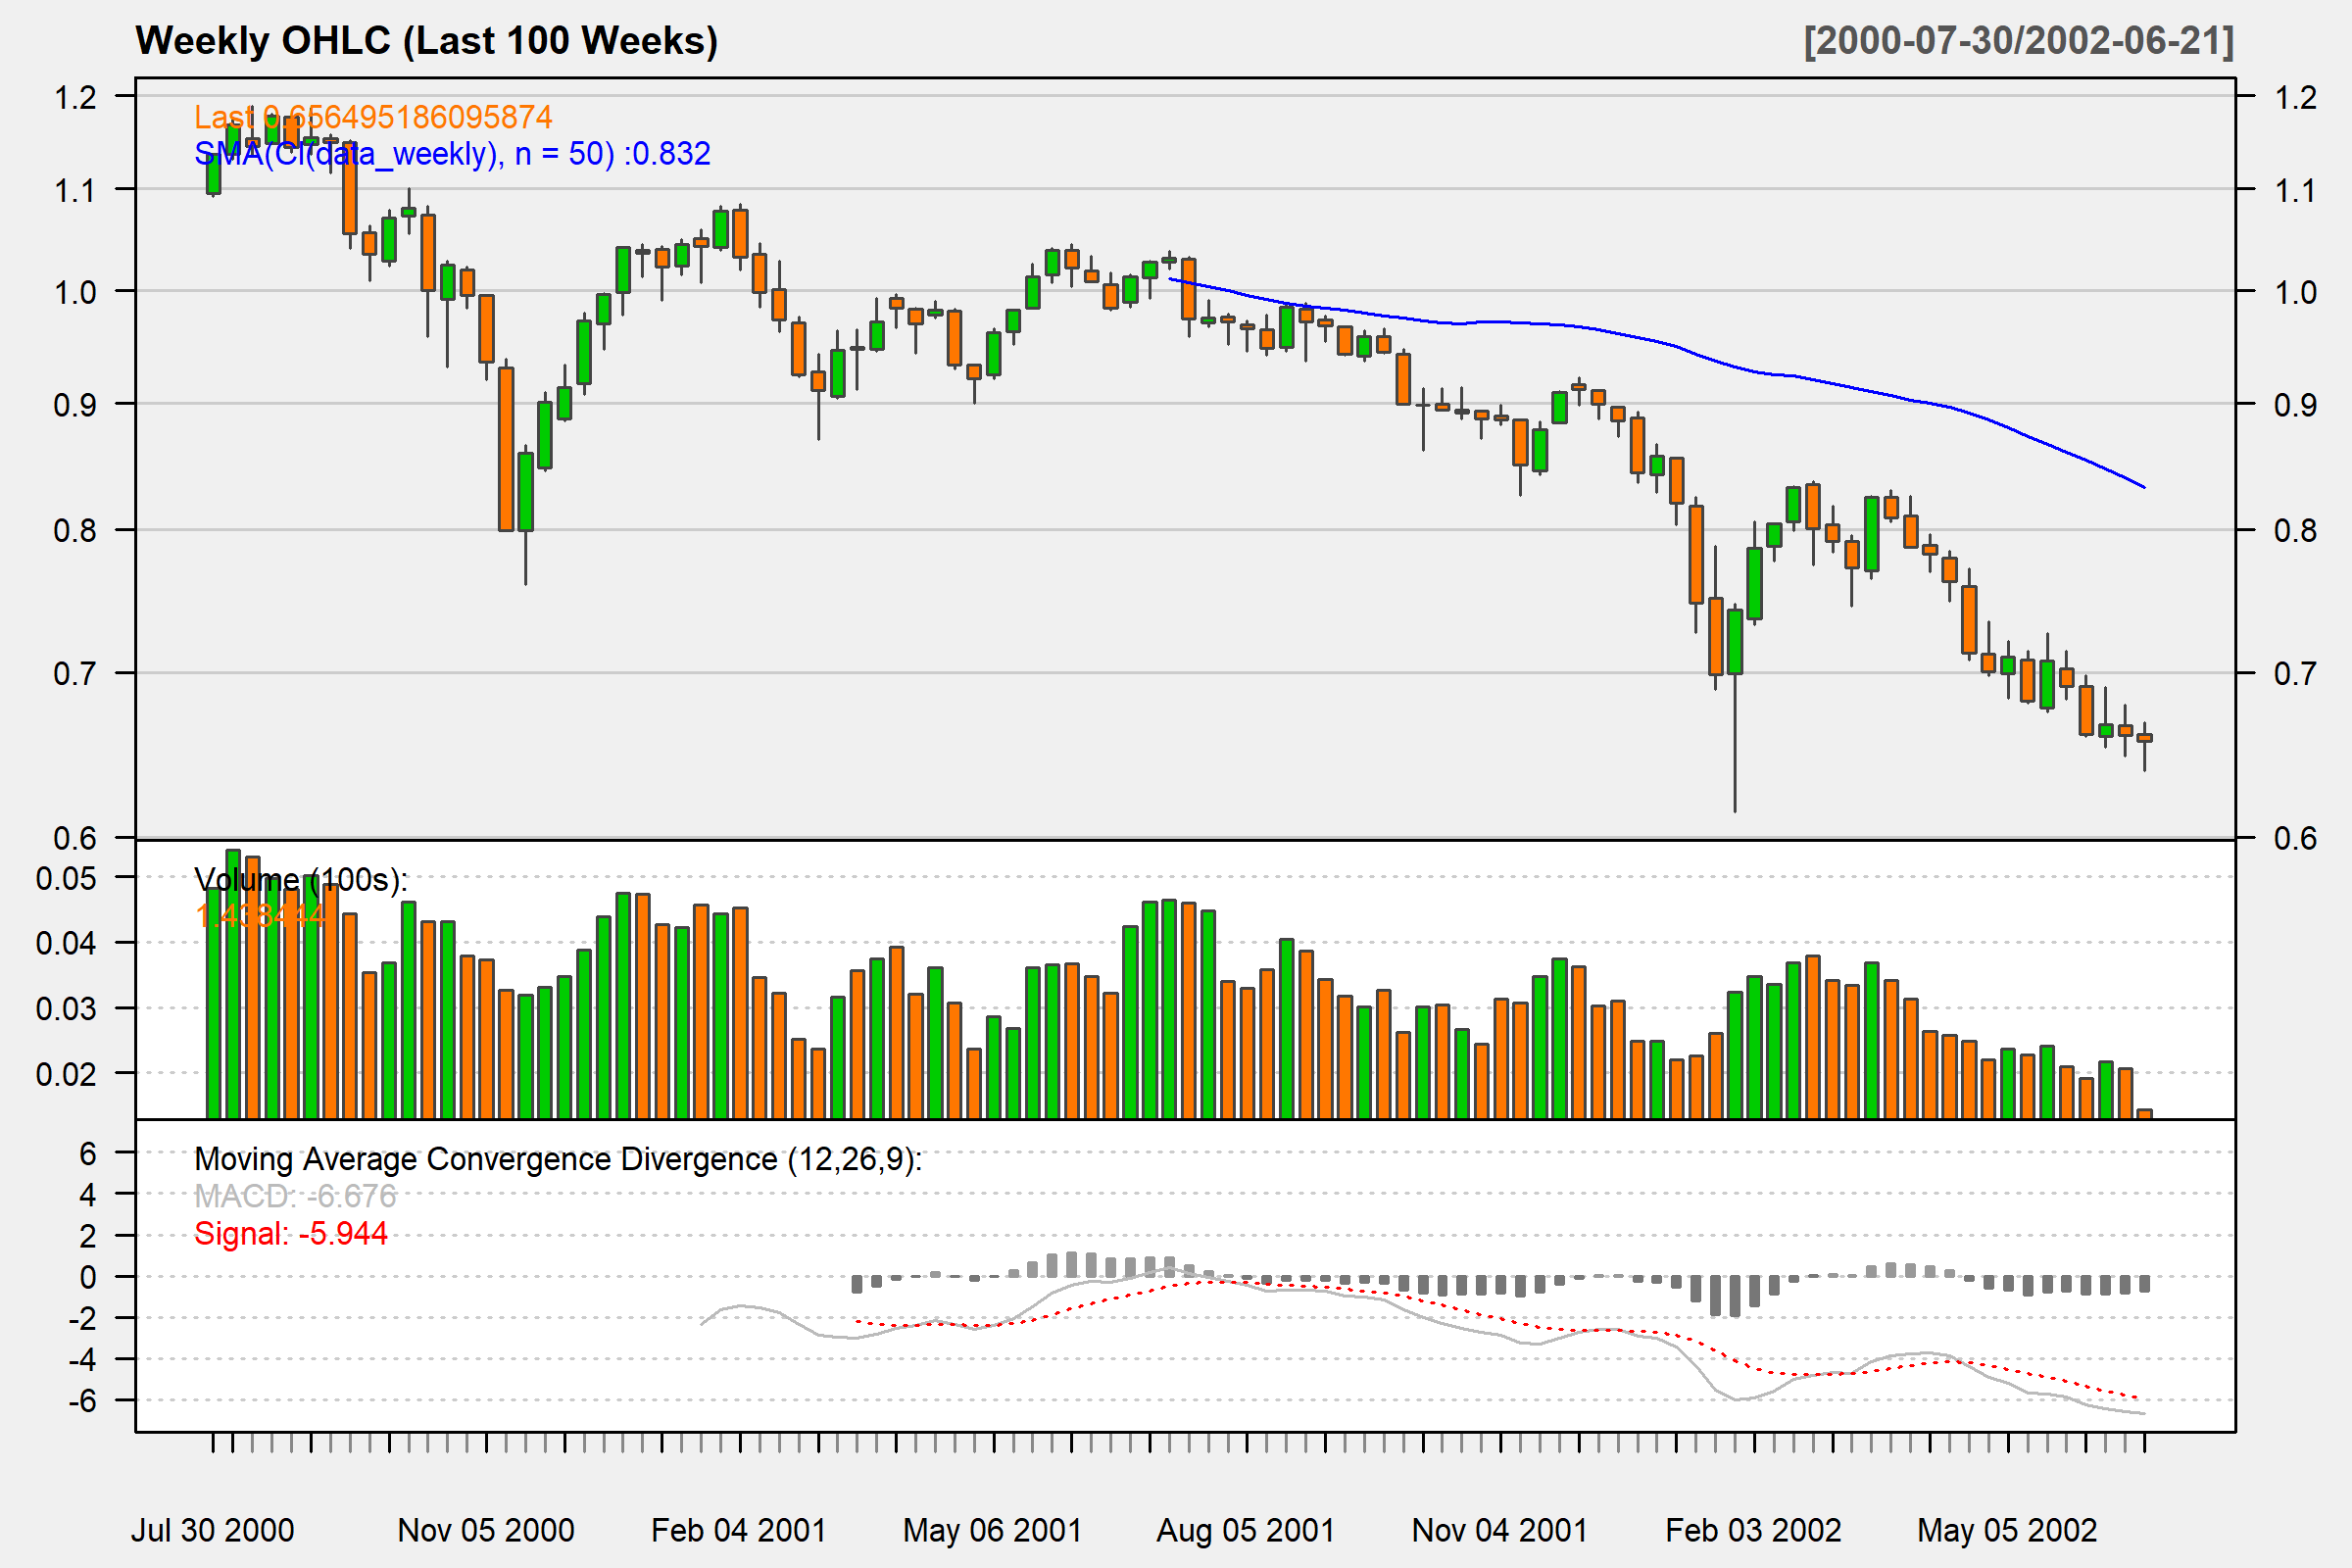 Weekly OHLC (Last 100 Weeks) [2000-07-30/2002-06-21]
Last 0.656495186095874
SMA(Cl(data_weekly), n = 50) :0.832
1.2 1.2
1.1 1.1
1.0 1.0
0.9 0.9
0.8 0.8
0.7 0.7
0.6 0.6
Volume (100s):
1.438444
0.05
0.04
0.03
0.02
Moving Average Convergence Divergence (12,26,9):
MACD: -6.676
Signal: -5.944
6
4
2
0
-2
-4
-6
Jul 30 2000 Nov 05 2000 Feb 04 2001 May 06 2001 Aug 05 2001 Nov 04 2001 Feb 03 2002 May 05 2002